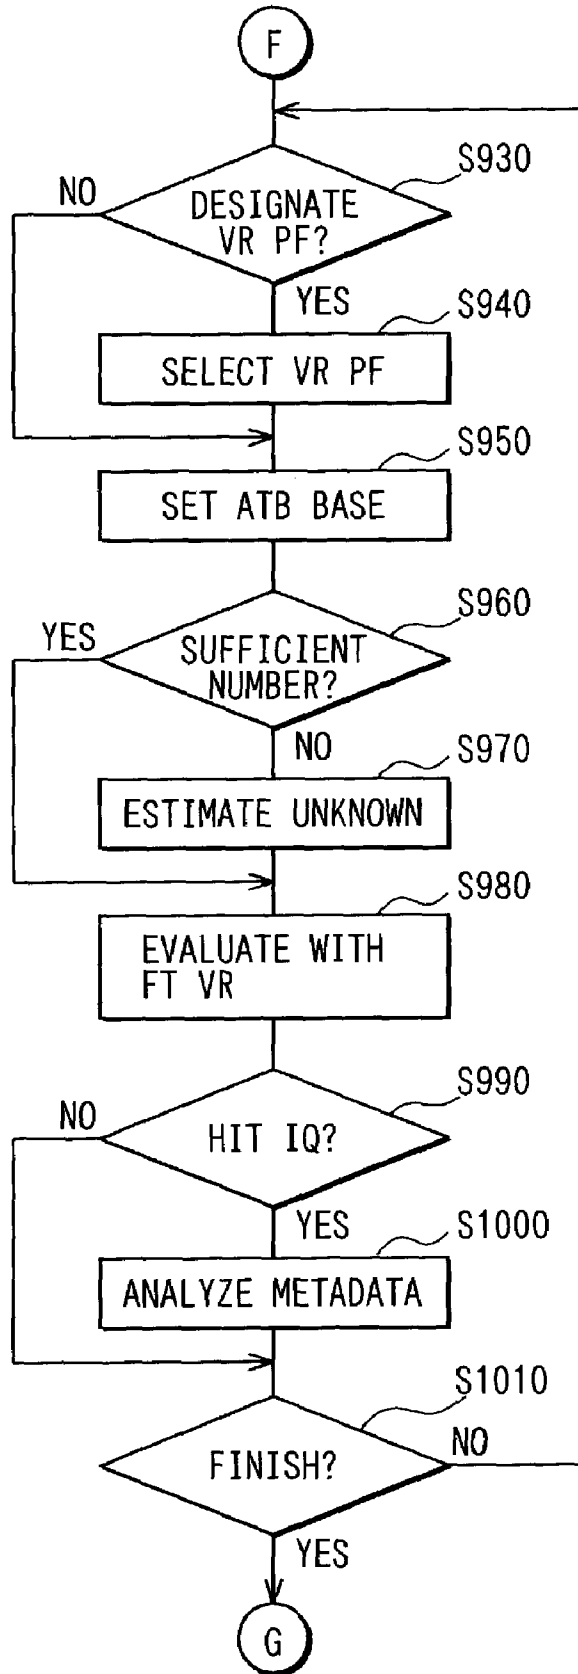 F
S930
NO
DESIGNATE
VR PF?
YES
S940
SELECT VR PF
S950
SET ATB BASE
S960
YES
SUFFICIENT
NUMBER?
NO
S970
ESTIMATE UNKNOWN
S980
EVALUATE WITH
FT VR
S990
NO
HIT IQ?
YES
S1000
ANALYZE METADATA
S1010
NO
FINISH?
YES
G